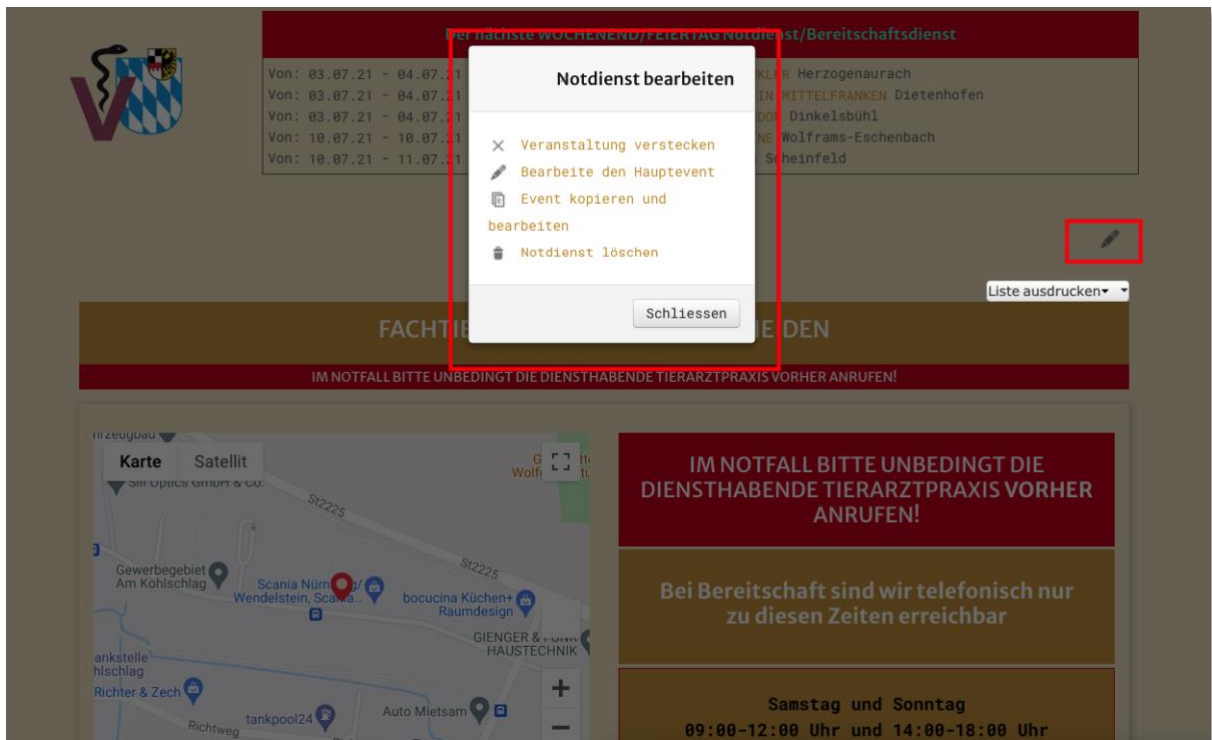 Der nächste WOCHENEND/FEIERTAG Notdienst/Bereitschaftsdienst
Von: 03.07.21 - 04.07.21 Herzogenaurach
Von: 03.07.21 - 04.07.21 MITTELFRANKEN Dietenhofen
Von: 03.07.21 - 04.07.21 Dinkelsbühl
Von: 10.07.21 - 10.07.21 Wolframs-Eschenbach
Von: 10.07.21 - 11.07.21 Scheinfeld
Notdienst bearbeiten
Veranstaltung verstecken
Bearbeite den Hauptevent
Event kopieren und
bearbeiten
Notdienst löschen
Schliessen
Liste ausdrucken
IM NOTFALL BITTE UNBEDINGT DIE DIENSTHABENDE TIERARZTPRAXIS VORHER ANRUFEN!
Karte Satellit
St2225
St2225
Gewerbegebiet
Am Kohlschlag
Scania
Wendelstein,
bocucina Küchen+
Raumdesign
GIENGER &
HAUSTECHNIK
Richter & Zech
tankpool24
Auto Mietsam
Richtweg
IM NOTFALL BITTE UNBEDINGT DIE
DIENSTHABENDE TIERARZTPRAXIS VORHER
ANRUFEN!
Bei Bereitschaft sind wir telefonisch nur
zu diesen Zeiten erreichbar
Samstag und Sonntag
09:00-12:00 Uhr und 14:00-18:00 Uhr